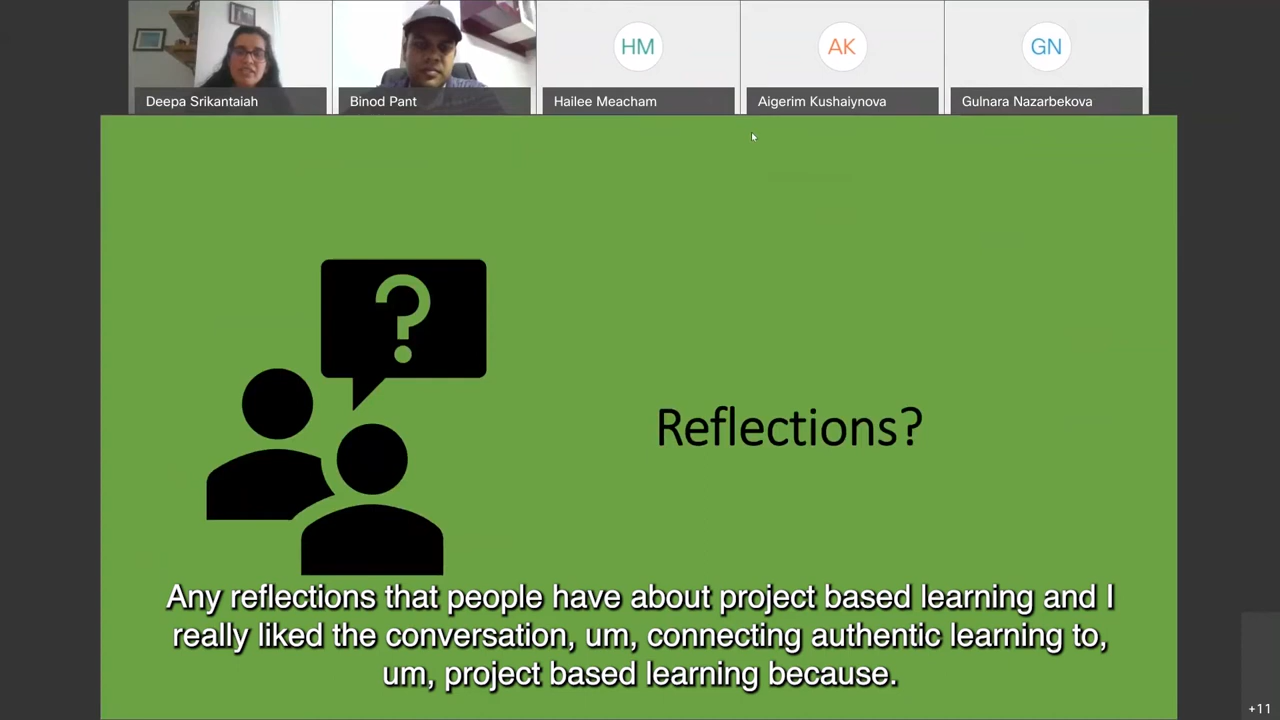 Deepa Srikantaiah
Binod Pant
HM
Hailee Meacham
AK
Aigerim Kushaiynova
GN
Gulnara Nazarbekova
?
Reflections?
Any reflections that people have about project based learning and I
really liked the conversation, um, connecting authentic learning to,
um, project based learning because.
+11